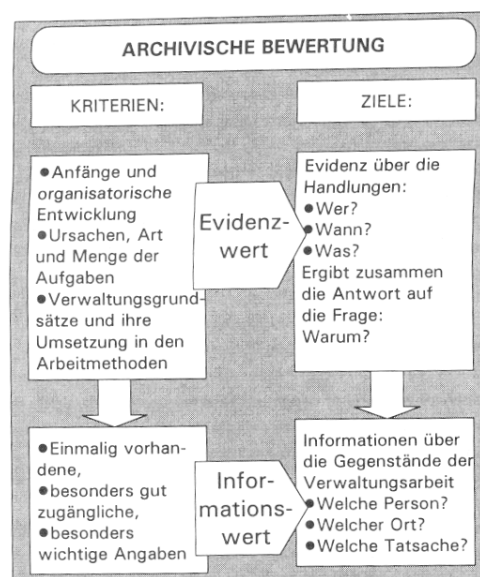 ARCHIVISCHE BEWERTUNG
KRITERIEN:
ZIELE:
●Anfänge und
organisatorische
Entwicklung
●Ursachen, Art
und Menge der
Aufgaben
●Verwaltungsgrund-
sätze und ihre
Umsetzung in den
Arbeitmethoden
Evidenz-
wert
Evidenz über die
Handlungen:
●Wer?
●Wann?
●Was?
Ergibt zusammen
die Antwort auf
die Frage:
Warum?
●Einmalig vorhan-
dene,
●besonders gut
zugängliche,
●besonders
wichtige Angaben
Infor-
mations-
wert
Informationen über
die Gegenstände der
Verwaltungsarbeit
●Welche Person?
●Welcher Ort?
●Welche Tatsache?